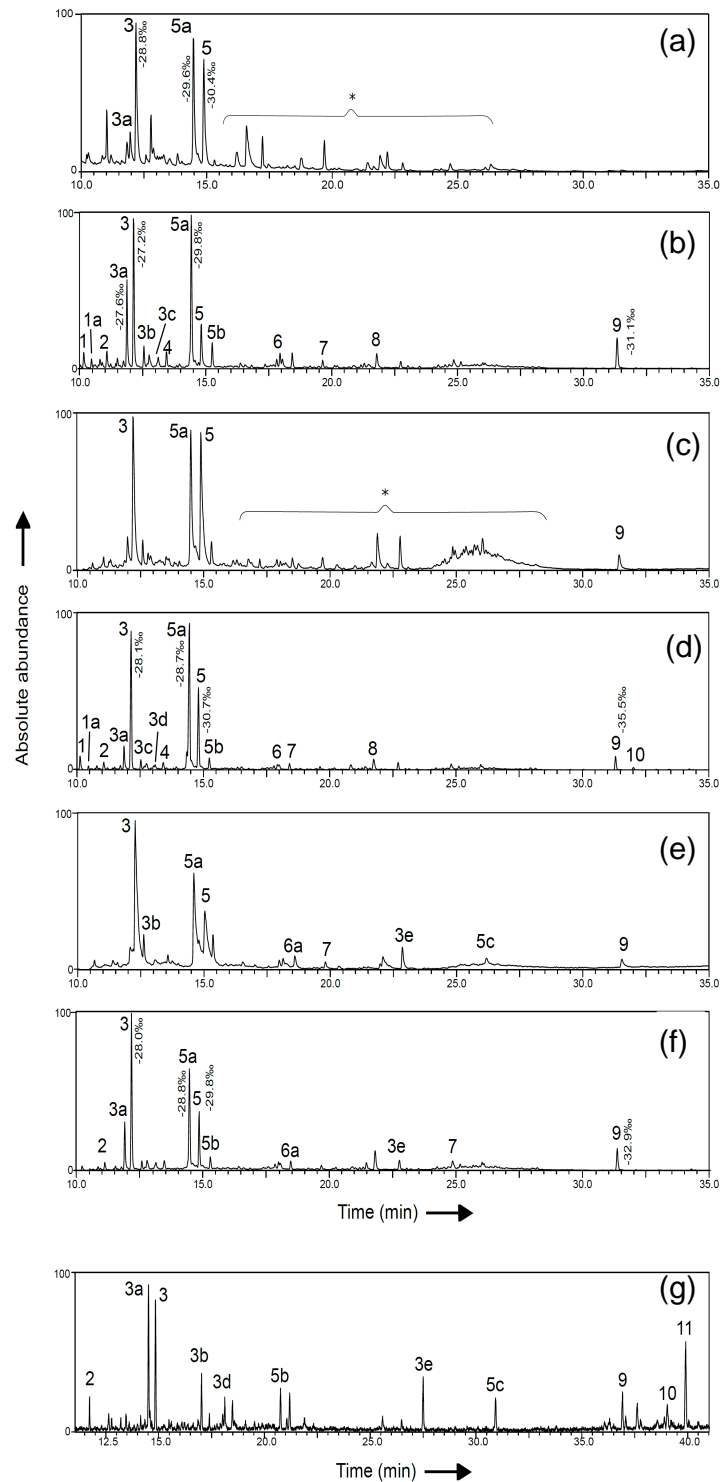 100
(a)
3
-28.8‰
5a
-29.6‰
5
-30.4‰
3a
*
0
10.0 15.0 20.0 25.0 30.0 35.0
100
(b)
3
-27.2‰
5a
-29.8‰
3a
-27.6‰
1 1a 2 3b 3c 4 5 5b 6 7 8 9
-31.1‰
0
10.0 15.0 20.0 25.0 30.0 35.0
100
(c)
3 5a 5
*
9
0
10.0 15.0 20.0 25.0 30.0 35.0
100
(d)
3
-28.1‰
5a
-28.7‰
5
-30.7‰
1 1a 2 3a 3c 3d 4 5b 6 7 8 9 10
-35.5‰
0
10.0 15.0 20.0 25.0 30.0 35.0
100
(e)
3 3b 5a 5 6a 7 3e 5c 9
0
10.0 15.0 20.0 25.0 30.0 35.0
100
(f)
3
-28.0‰
5a
-28.8‰
5
-29.8‰
2 3a 5b 6a 3e 7 9
-32.9‰
0
10.0 15.0 20.0 25.0 30.0 35.0
Time (min)
Absolute abundance
100
(g)
2 3a 3 3b 3d 5b 3e 5c 9 10 11
0
12.5 15.0 20.0 25.0 30.0 35.0 40.0
Time (min)